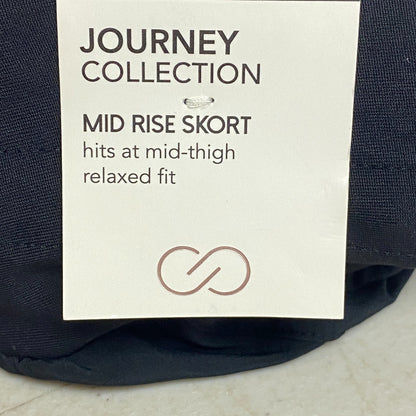 JOURNEY
COLLECTION
MID RISE SKORT
hits at mid-thigh
relaxed fit